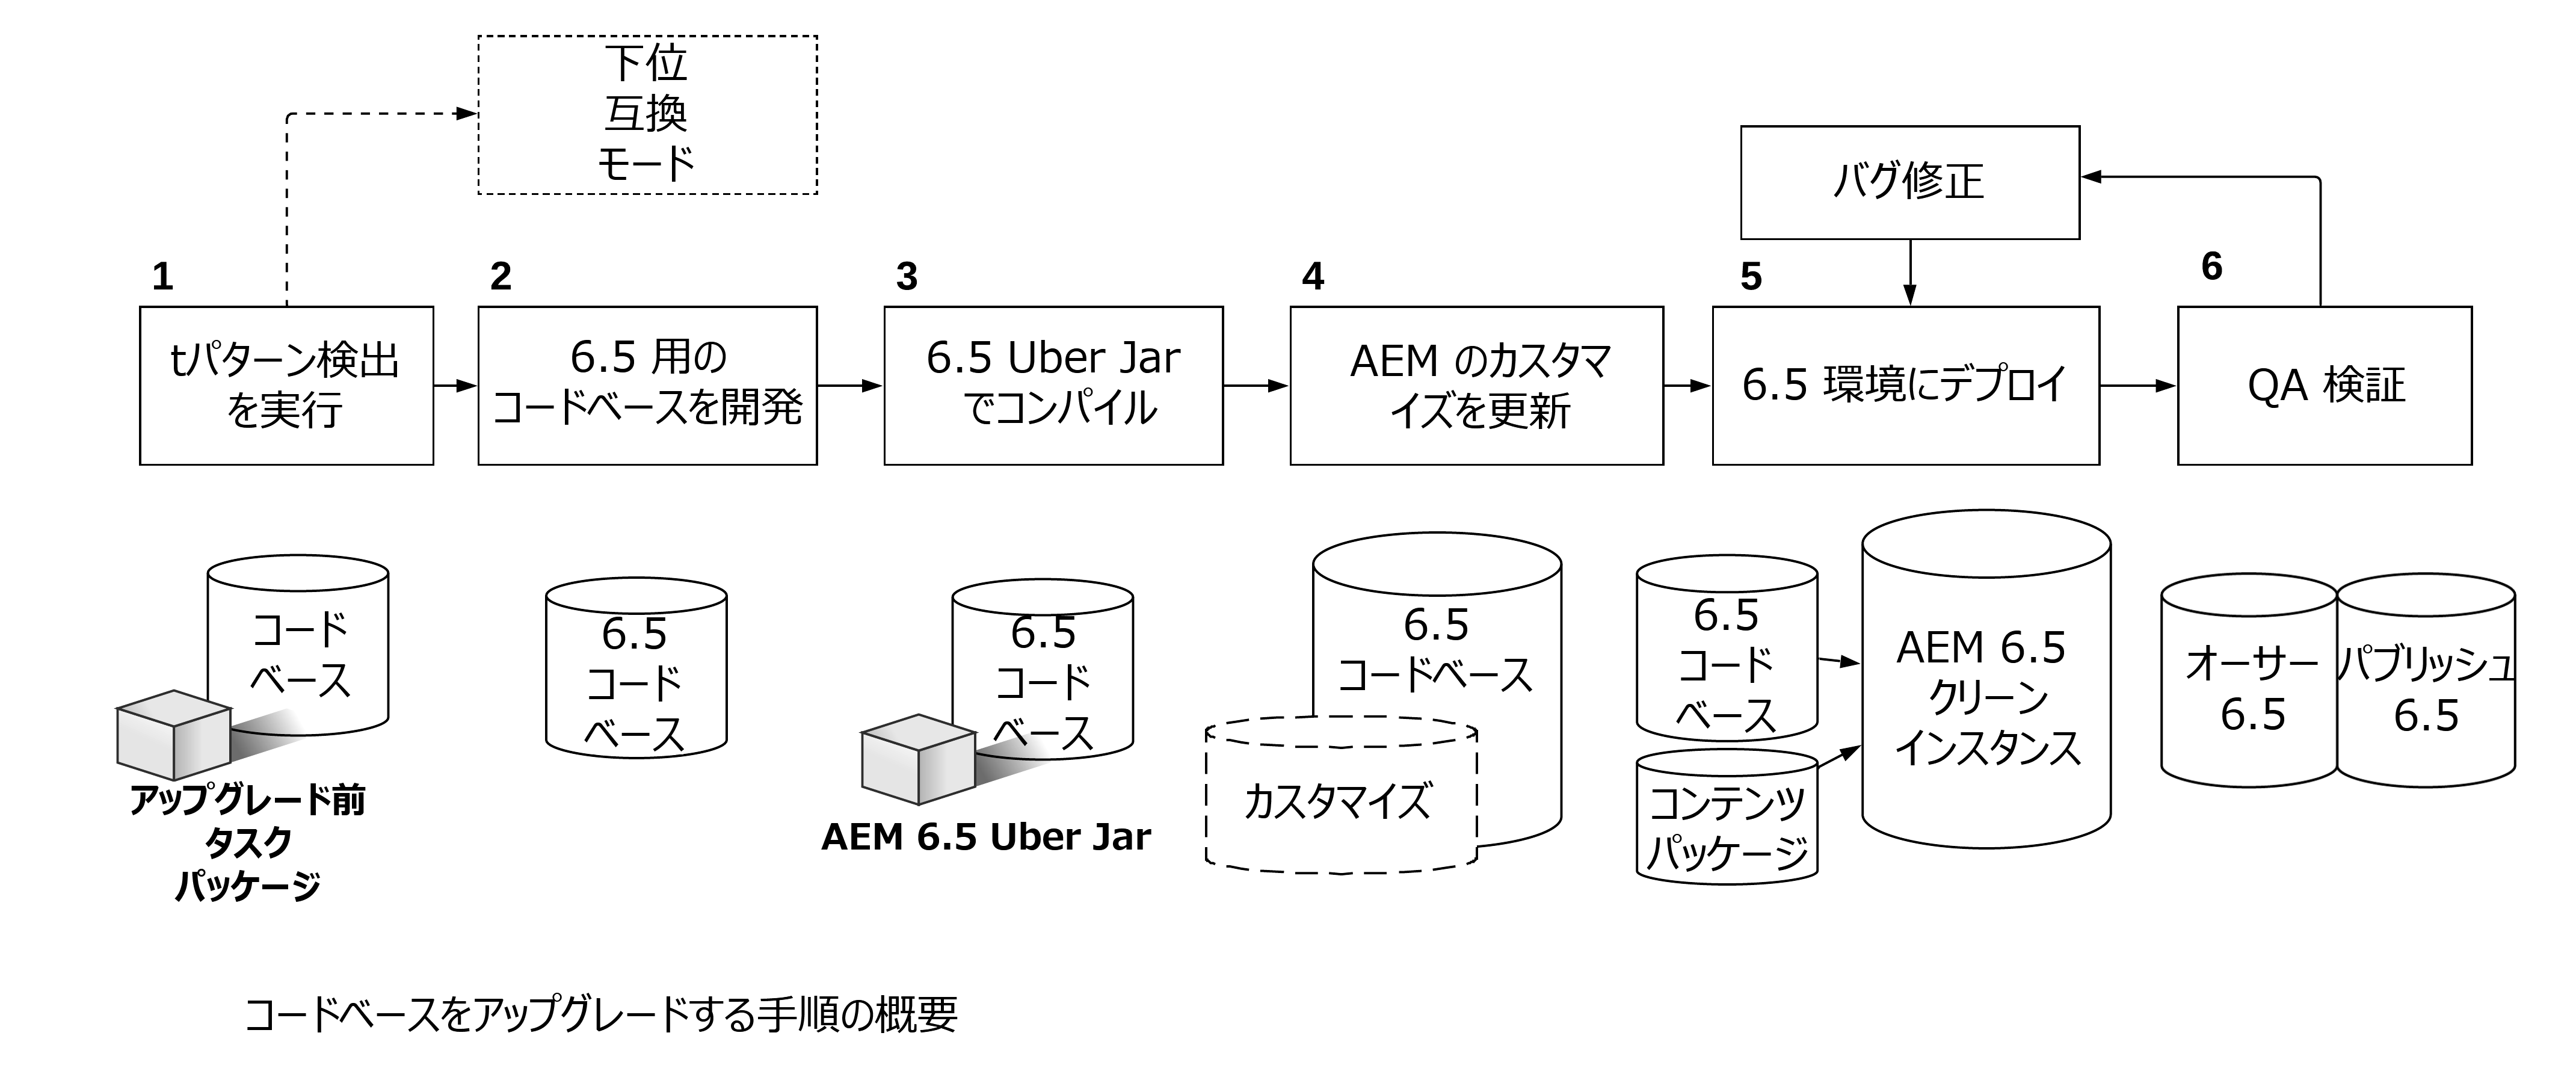 下位
互換
モード
バグ修正
1
2
3
4
5
6
tパターン検出
を実行
6.5 用の
コードベースを開発
6.5 Uber Jar
でコンパイル
AEM のカスタマ
イズを更新
6.5 環境にデプロイ
QA 検証
コード
ベース
アップグレード前
タスク
パッケージ
6.5
コード
ベース
6.5
コード
ベース
AEM 6.5 Uber Jar
6.5
コードベース
カスタマイズ
6.5
コード
ベース
コンテンツ
パッケージ
AEM 6.5
クリーン
インスタンス
オーサー
6.5
パブリッシュ
6.5
コードベースをアップグレードする手順の概要